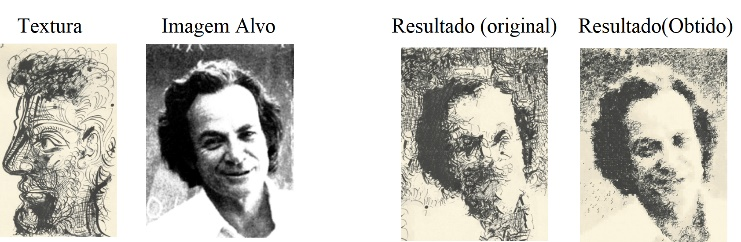 Textura Imagem Alvo Resultado (original) Resultado(Obtido)